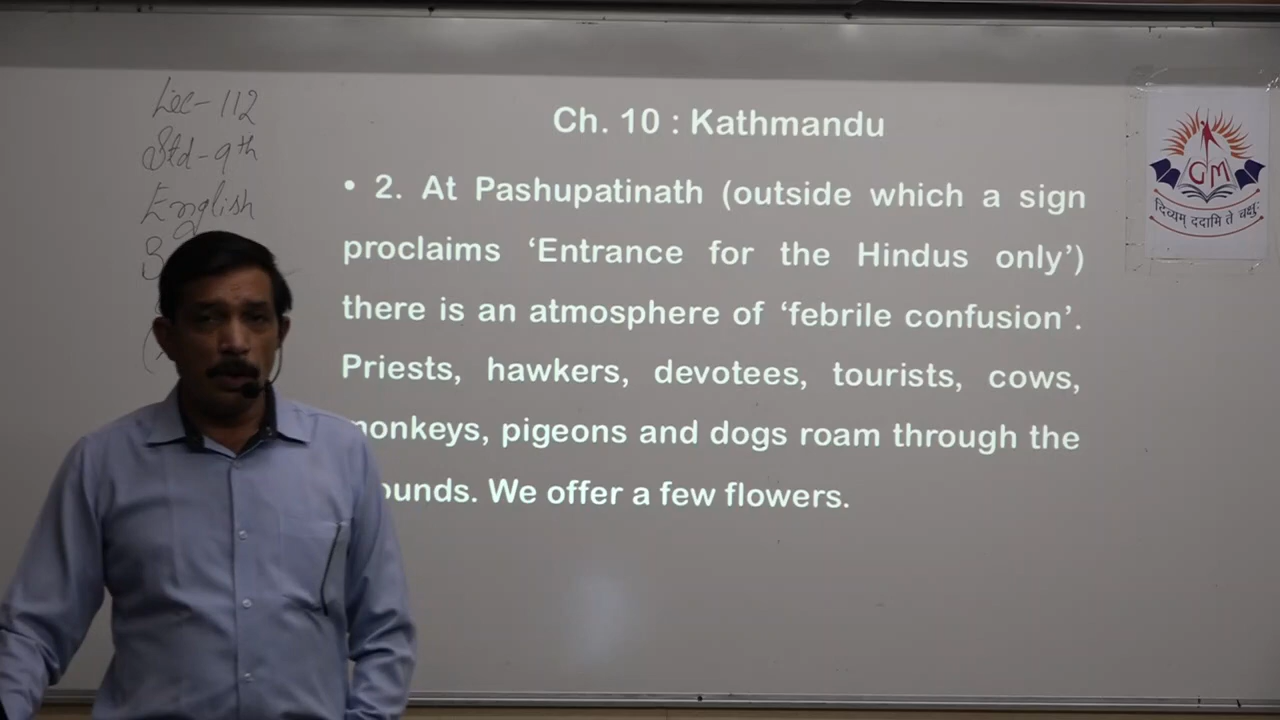 Lec-112
Std-9th
English
Ch. 10 : Kathmandu
• 2. At Pashupatinath (outside which a sign
proclaims ‘Entrance for the Hindus only’)
there is an atmosphere of ‘febrile confusion’.
Priests, hawkers, devotees, tourists, cows,
pigeons and dogs roam through the
We offer a few flowers.
GM
दिव्यम् ददामि ते चक्षुः